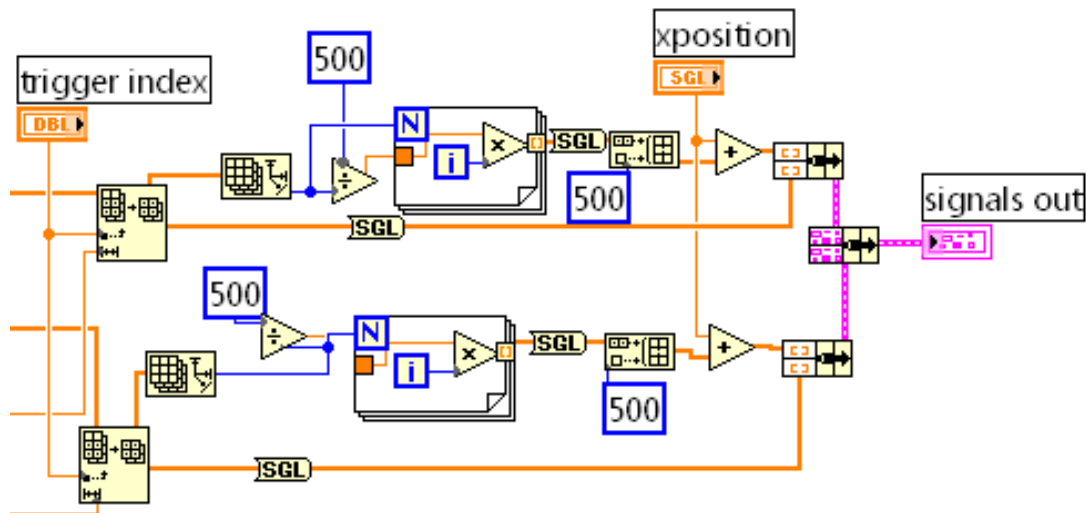 xposition
500
trigger index
SGL
DBL
N
SGL
i
500
signals out
SGL
500
N
SGL
i
500
SGL